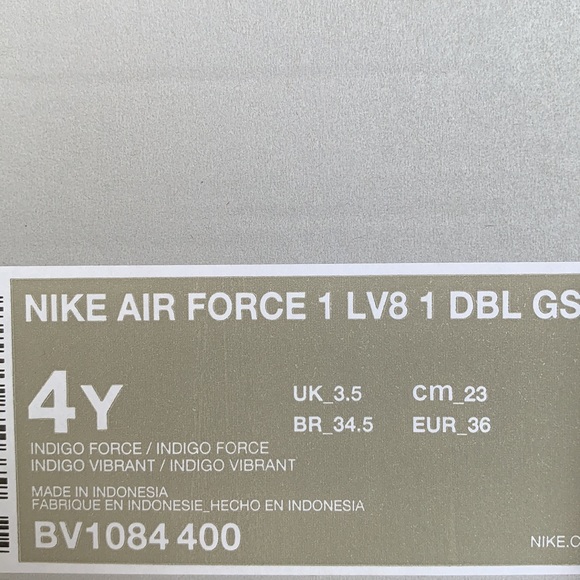 NIKE AIR FORCE 1 LV8 1 DBL GS
4Y
UK_3.5 cm_23
BR_34.5 EUR_36
INDIGO FORCE / INDIGO FORCE
INDIGO VIBRANT / INDIGO VIBRANT
MADE IN INDONESIA
FABRIQUE EN INDONESIE_HECHO EN INDONESIA
BV1084 400
NIKE.C